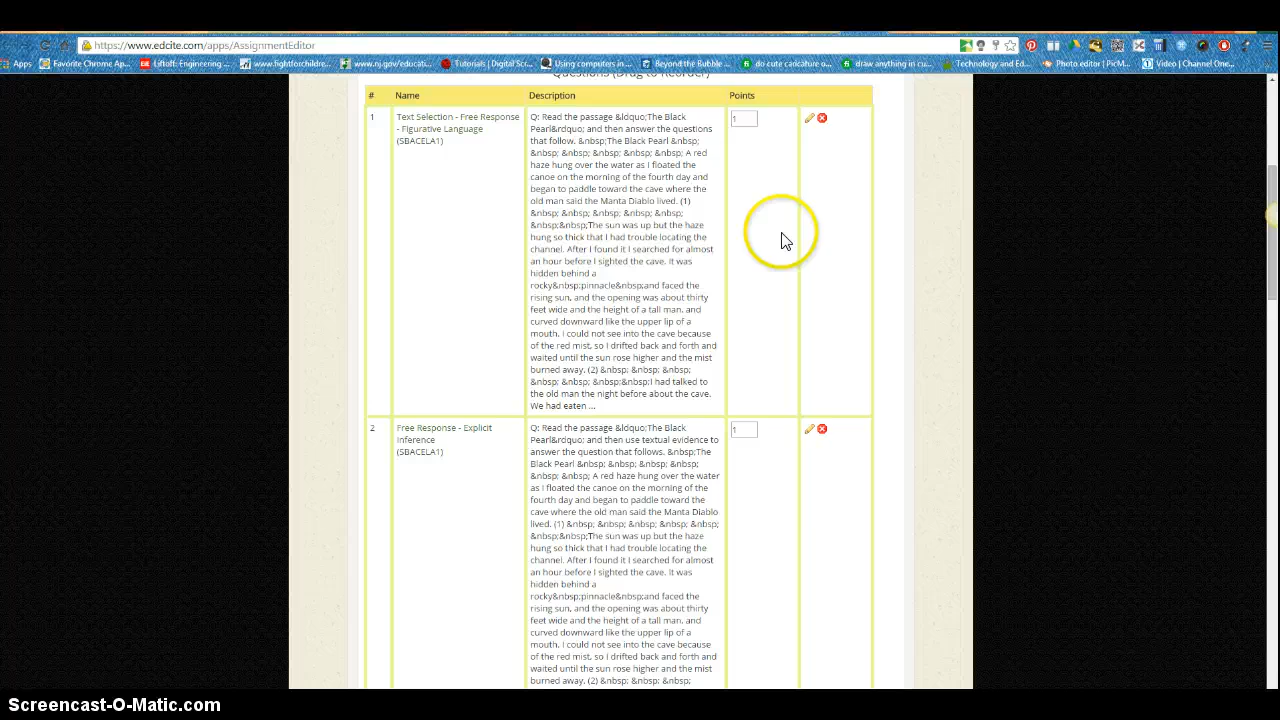 https://www.edcite.com/apps/AssignmentEditor
Apps Favorite Chrome Ap... Liftoff: Engineering ... www.fightforchildre... www.nj.gov/educati... Tutorials | Digital Scr... Using computers in... Beyond the Bubble ... do cute caricature o... draw anything in cu... Technology and Ed... Photo editor | PicM... Video | Channel One...
Questions (Drag to Reorder)
# Name Description Points
1 Text Selection - Free Response
- Figurative Language
(SBACELA1)
Q: Read the passage &ldquo;The Black
Pearl&rdquo; and then answer the questions
that follow. &nbsp;The Black Pearl &nbsp;
&nbsp; &nbsp; &nbsp; &nbsp; A red
haze hung over the water as I floated the
canoe on the morning of the fourth day and
began to paddle toward the cave where the
old man said the Manta Diablo lived. (1)
&nbsp; &nbsp; &nbsp; &nbsp;
&nbsp;&nbsp;The sun was up but the haze
hung so thick that I had trouble locating the
channel. After I found it I searched for almost
an hour before I sighted the cave. It was
hidden behind a
rocky&nbsp;pinnacle&nbsp;and faced the
rising sun, and the opening was about thirty
feet wide and the height of a tall man, and
curved downward like the upper lip of a
mouth. I could not see into the cave because
of the red mist, so I drifted back and forth and
waited until the sun rose higher and the mist
burned away. (2) &nbsp; &nbsp; &nbsp;
&nbsp; &nbsp; &nbsp;&nbsp;I had talked to
the old man the night before about the cave.
We had eaten ...
1
2 Free Response - Explicit
Inference
(SBACELA1)
Q: Read the passage &ldquo;The Black
Pearl&rdquo; and then use textual evidence to
answer the question that follows. &nbsp;The
Black Pearl &nbsp; &nbsp; &nbsp; &nbsp;
&nbsp; &nbsp; A red haze hung over the water
as I floated the canoe on the morning of the
fourth day and began to paddle toward the
cave where the old man said the Manta Diablo
lived. (1) &nbsp; &nbsp; &nbsp; &nbsp;
&nbsp;&nbsp;The sun was up but the haze
hung so thick that I had trouble locating the
channel. After I found it I searched for almost
an hour before I sighted the cave. It was
hidden behind a
rocky&nbsp;pinnacle&nbsp;and faced the
rising sun, and the opening was about thirty
feet wide and the height of a tall man, and
curved downward like the upper lip of a
mouth. I could not see into the cave because
of the red mist, so I drifted back and forth and
waited until the sun rose higher and the mist
burned away. (2) &nbsp; &nbsp; &nbsp;
1
Screencast-O-Matic.com